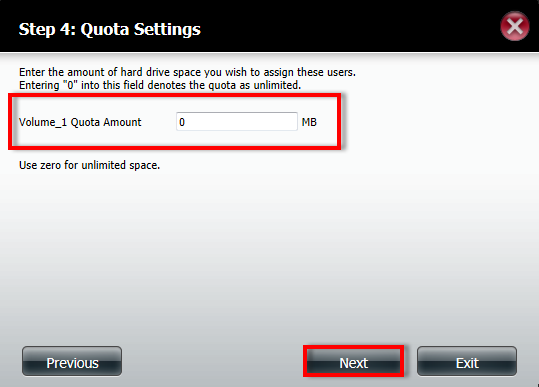 Step 4: Quota Settings
Enter the amount of hard drive space you wish to assign these users.
Entering "0" into this field denotes the quota as unlimited.
Volume_1 Quota Amount 0 MB
Use zero for unlimited space.
Previous Next Exit